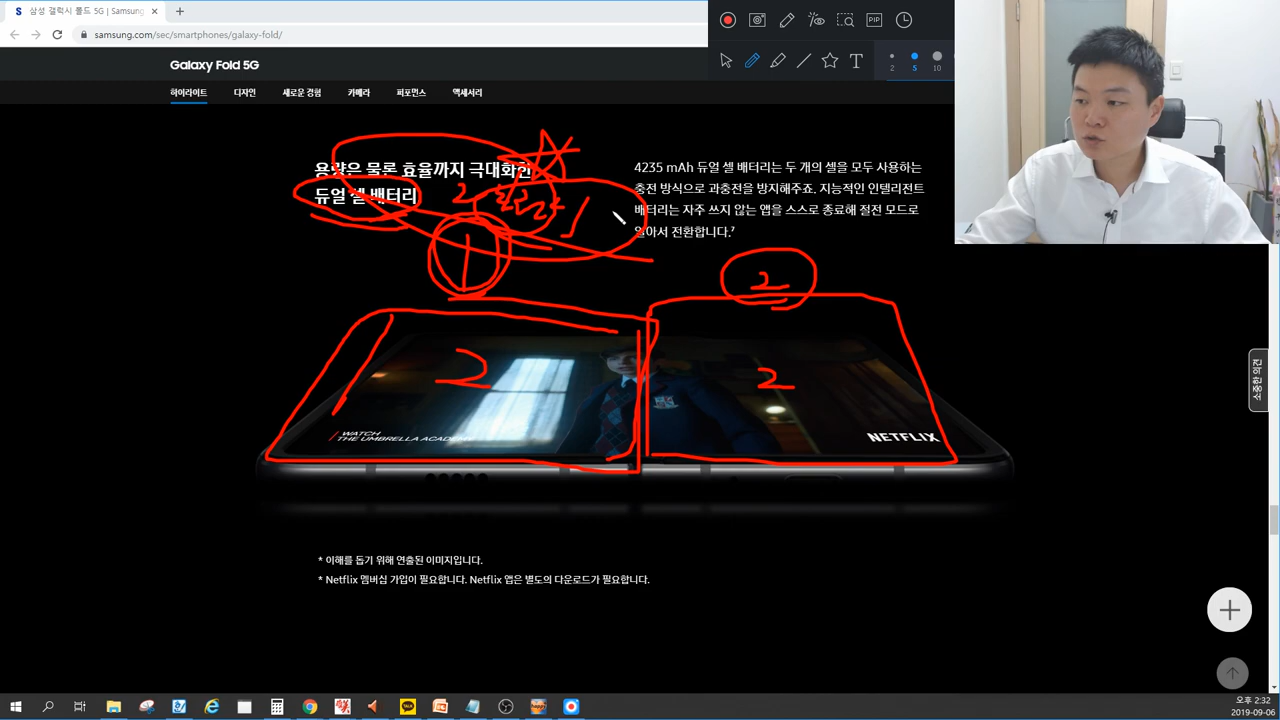 삼성 갤럭시 폴드 5G | Samsung
samsung.com/sec/smartphones/galaxy-fold/
PIP
T
2 5 10
Galaxy Fold 5G
하이라이트 디자인 새로운 경험 카메라 퍼포먼스 액세서리
용량은 물론 효율까지 극대화한
듀얼 셀 배터리
4235 mAh 듀얼 셀 배터리는 두 개의 셀을 모두 사용하는
충전 방식으로 과충전을 방지해주죠. 지능적인 인텔리전트
배터리는 자주 쓰지 않는 앱을 스스로 종료해 절전 모드로
알아서 전환합니다.⁷
2
1
2
2
2
WATCH
THE UMBRELLA ACADEMY
NETFLIX
소중한 의견
* 이해를 돕기 위해 연출된 이미지입니다.
* Netflix 멤버십 가입이 필요합니다. Netflix 앱은 별도의 다운로드가 필요합니다.
오후 2:32
2019-09-06